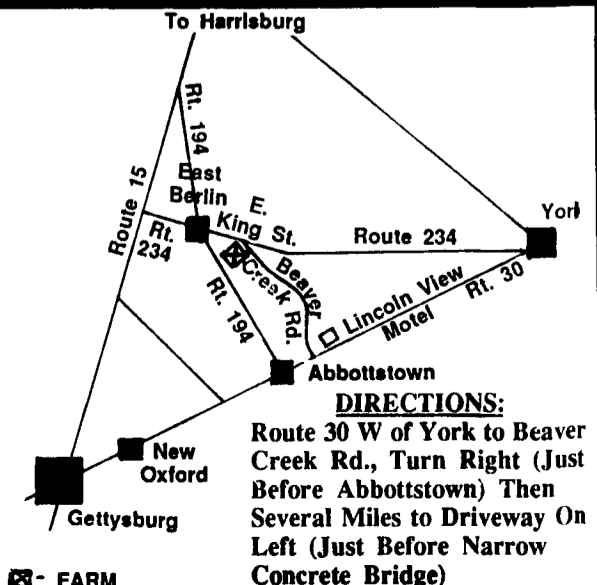 To Harrisburg
Rt. 194
Route 15
East
Berlin
E.
King St.
Rt.
234
Route 234
Yorl
Beaver
Creek Rd.
Rt. 194
Lincoln View
Motel
Rt. 30
Abbottstown
New
Oxford
Gettysburg
DIRECTIONS:
Route 30 W of York to Beaver
Creek Rd., Turn Right (Just
Before Abbottstown) Then
Several Miles to Driveway On
Left (Just Before Narrow
Concrete Bridge)
- FARM